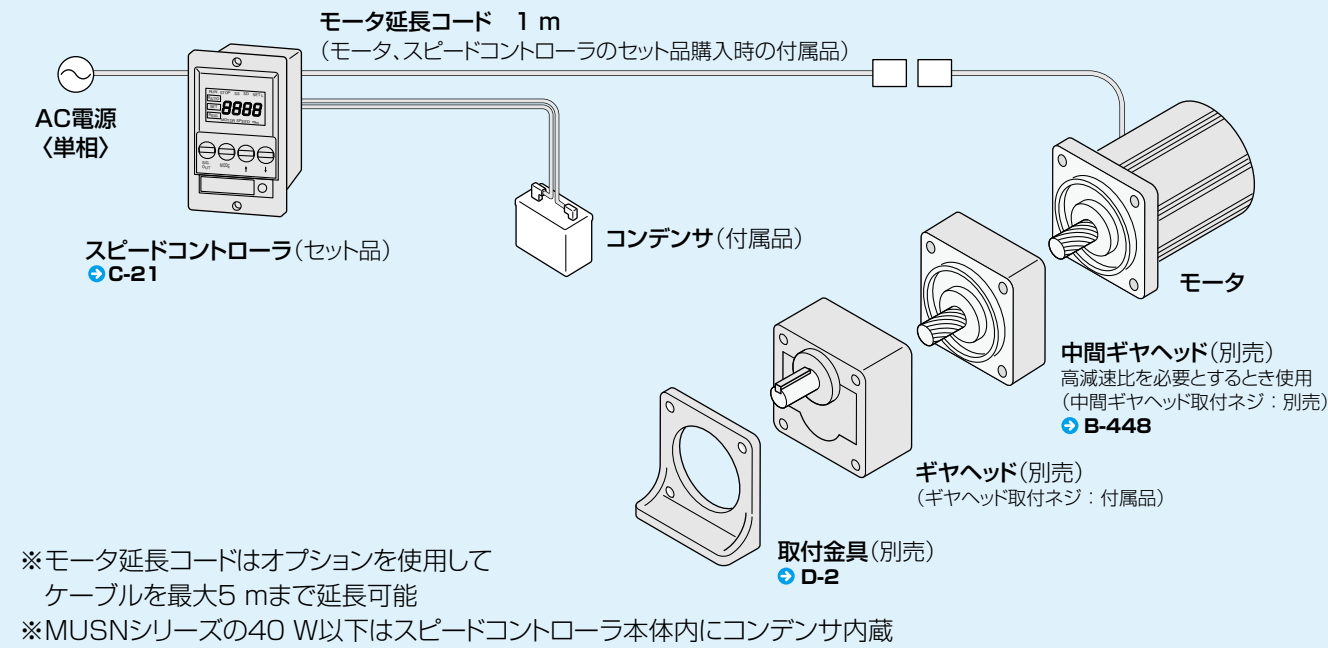 モータ延長コード 1 m
(モータ、スピードコントローラのセット品購入時の付属品)
AC電源
〈単相〉
8888
スピードコントローラ(セット品)
C-21
コンデンサ(付属品)
モータ
中間ギヤヘッド(別売)
高減速比を必要とするとき使用
(中間ギヤヘッド取付ネジ:別売)
B-448
ギヤヘッド(別売)
(ギヤヘッド取付ネジ:付属品)
取付金具(別売)
D-2
※モータ延長コードはオプションを使用して
ケーブルを最大5 mまで延長可能
※MUSNシリーズの40 W以下はスピードコントローラ本体内にコンデンサ内蔵